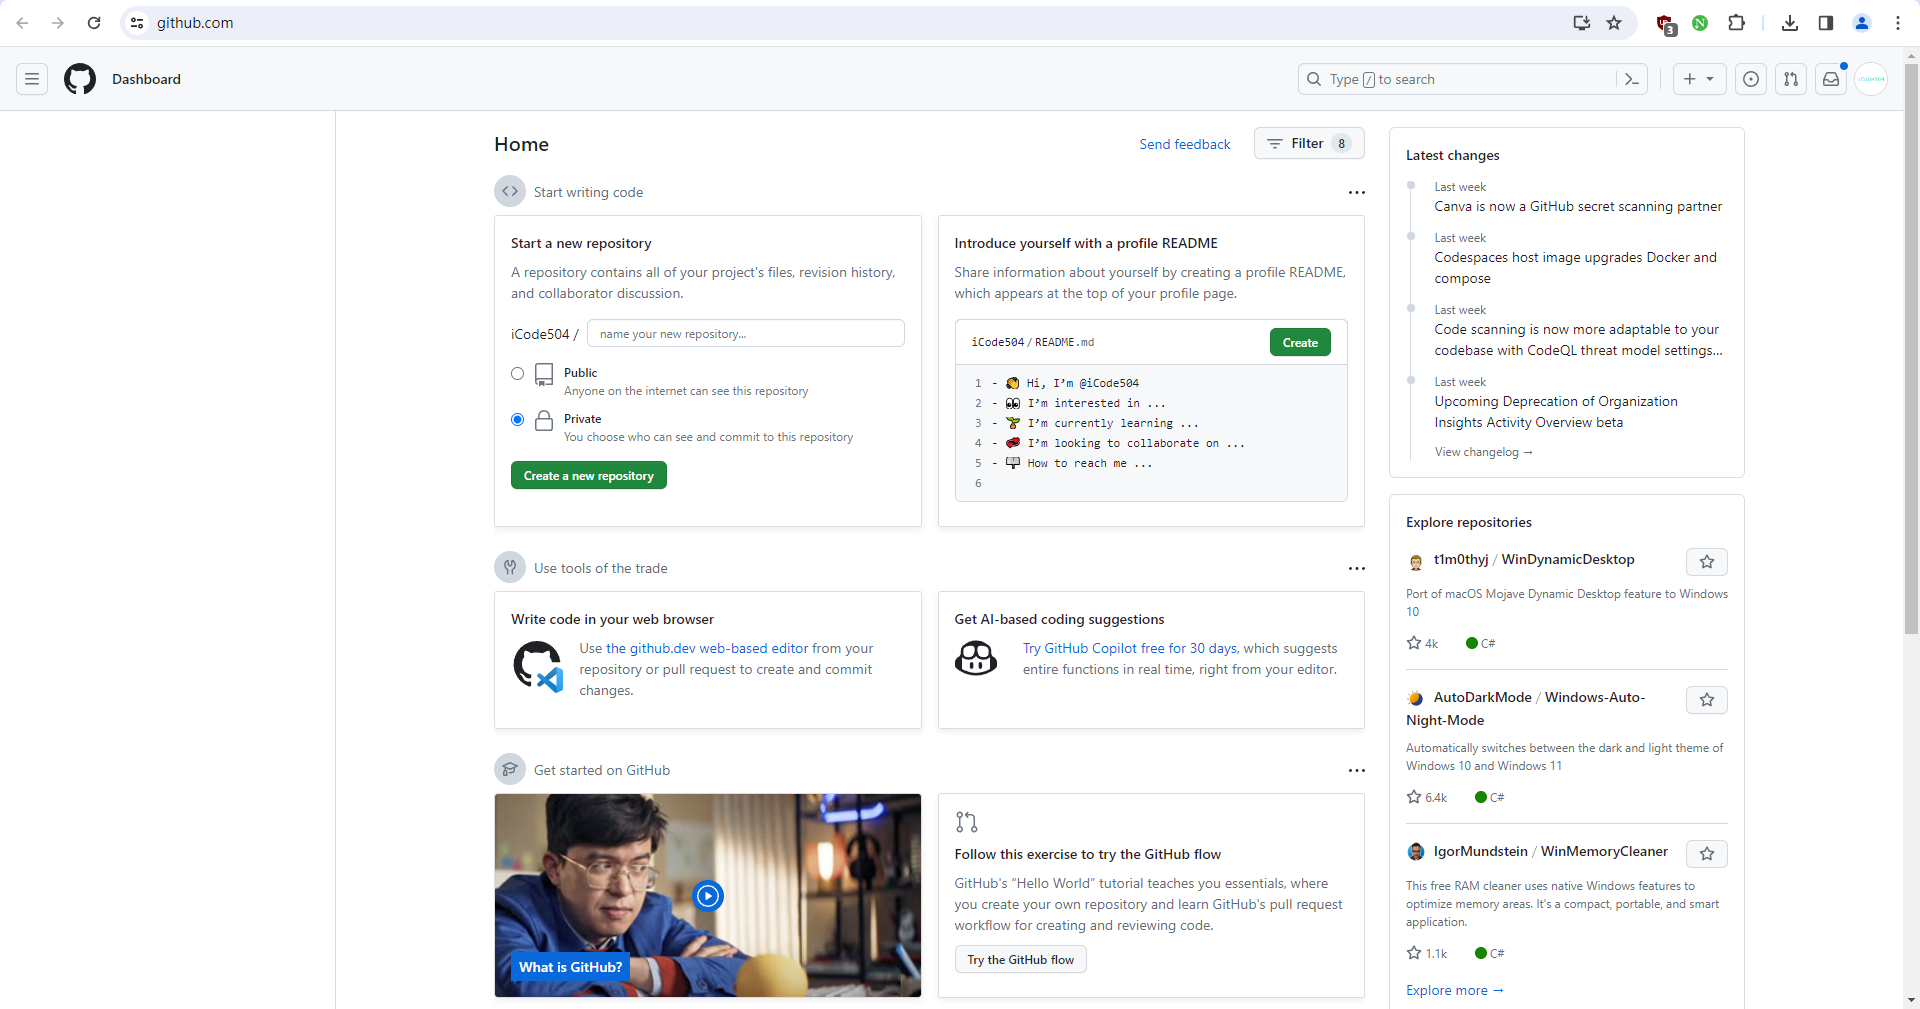 github.com
3
Dashboard
Type / to search
iCode504
Home
Send feedback
Filter 8
Start writing code
Start a new repository
A repository contains all of your project's files, revision history,
and collaborator discussion.
iCode504 /
name your new repository...
Public
Anyone on the internet can see this repository
Private
You choose who can see and commit to this repository
Create a new repository
Introduce yourself with a profile README
Share information about yourself by creating a profile README,
which appears at the top of your profile page.
iCode504 / README.md
Create
1 - 👋 Hi, I’m @iCode504
2 - 👀 I’m interested in ...
3 - 🌱 I’m currently learning ...
4 - 💞️ I’m looking to collaborate on ...
5 - 📫 How to reach me ...
6
Use tools of the trade
Write code in your web browser
Use the github.dev web-based editor from your
repository or pull request to create and commit
changes.
Get AI-based coding suggestions
Try GitHub Copilot free for 30 days, which suggests
entire functions in real time, right from your editor.
Get started on GitHub
What is GitHub?
Follow this exercise to try the GitHub flow
GitHub's “Hello World” tutorial teaches you essentials, where
you create your own repository and learn GitHub's pull request
workflow for creating and reviewing code.
Try the GitHub flow
Latest changes
Last week
Canva is now a GitHub secret scanning partner
Last week
Codespaces host image upgrades Docker and
compose
Last week
Code scanning is now more adaptable to your
codebase with CodeQL threat model settings...
Last week
Upcoming Deprecation of Organization
Insights Activity Overview beta
View changelog →
Explore repositories
t1m0thyj / WinDynamicDesktop
Port of macOS Mojave Dynamic Desktop feature to Windows
10
4k C#
AutoDarkMode / Windows-Auto-
Night-Mode
Automatically switches between the dark and light theme of
Windows 10 and Windows 11
6.4k C#
IgorMundstein / WinMemoryCleaner
This free RAM cleaner uses native Windows features to
optimize memory areas. It's a compact, portable, and smart
application.
1.1k C#
Explore more →